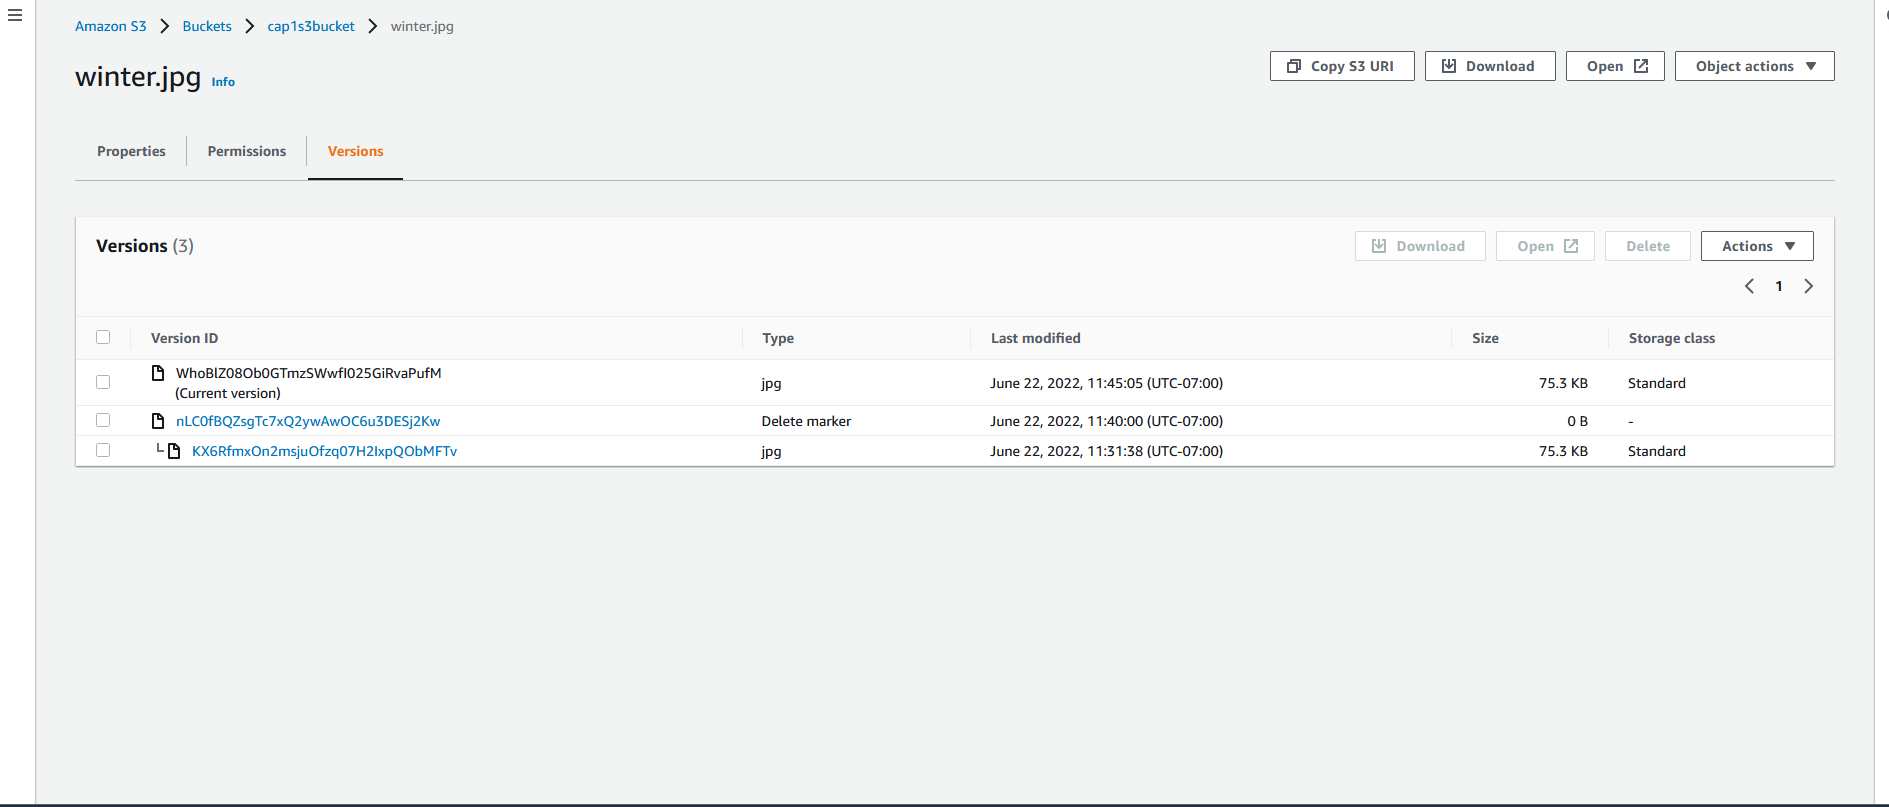 Amazon S3 > Buckets > cap1s3bucket > winter.jpg
winter.jpg Info
Copy S3 URI Download Open Object actions
Properties Permissions Versions
Versions (3)
Download Open Delete Actions
1
Version ID Type Last modified Size Storage class
WhoBlZ08Ob0GTmzSWwfI025GiRvaPufM
(Current version)
jpg June 22, 2022, 11:45:05 (UTC-07:00) 75.3 KB Standard
nLC0fBQZsgTc7xQ2ywAwOC6u3DESj2Kw Delete marker June 22, 2022, 11:40:00 (UTC-07:00) 0 B -
KX6RfmxOn2msjuOfzq07H2IxpQObMFTv jpg June 22, 2022, 11:31:38 (UTC-07:00) 75.3 KB Standard